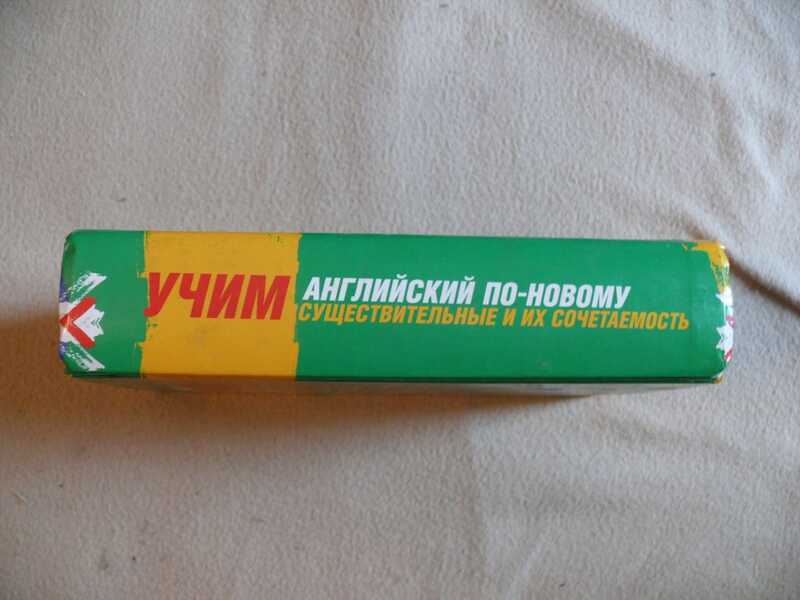 УЧИМ АНГЛИЙСКИЙ ПО-НОВОМУ
СУЩЕСТВИТЕЛЬНЫЕ И ИХ СОЧЕТАЕМОСТЬ